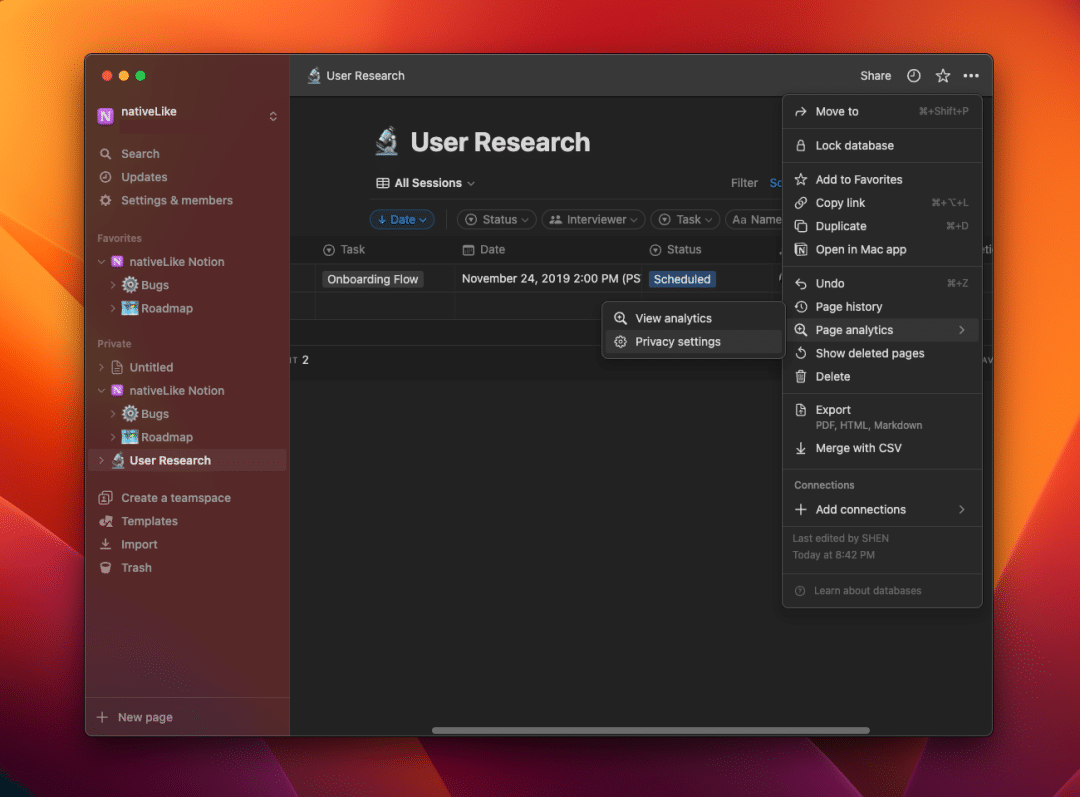 User Research
Share
nativeLike
Search
Updates
Settings & members
Favorites
nativeLike Notion
Bugs
Roadmap
Private
Untitled
nativeLike Notion
Bugs
Roadmap
User Research
Create a teamspace
Templates
Import
Trash
New page
User Research
All Sessions
Filter
Date
Status
Interviewer
Task
Aa Name
Task Date Status
Onboarding Flow November 24, 2019 2:00 PM (PS Scheduled
2
View analytics
Privacy settings
Move to ⌘+Shift+P
Lock database
Add to Favorites
Copy link ⌘+⌥+L
Duplicate ⌘+D
Open in Mac app
Undo ⌘+Z
Page history
Page analytics
Show deleted pages
Delete
Export
PDF, HTML, Markdown
Merge with CSV
Connections
Add connections
Last edited by SHEN
Today at 8:42 PM
Learn about databases